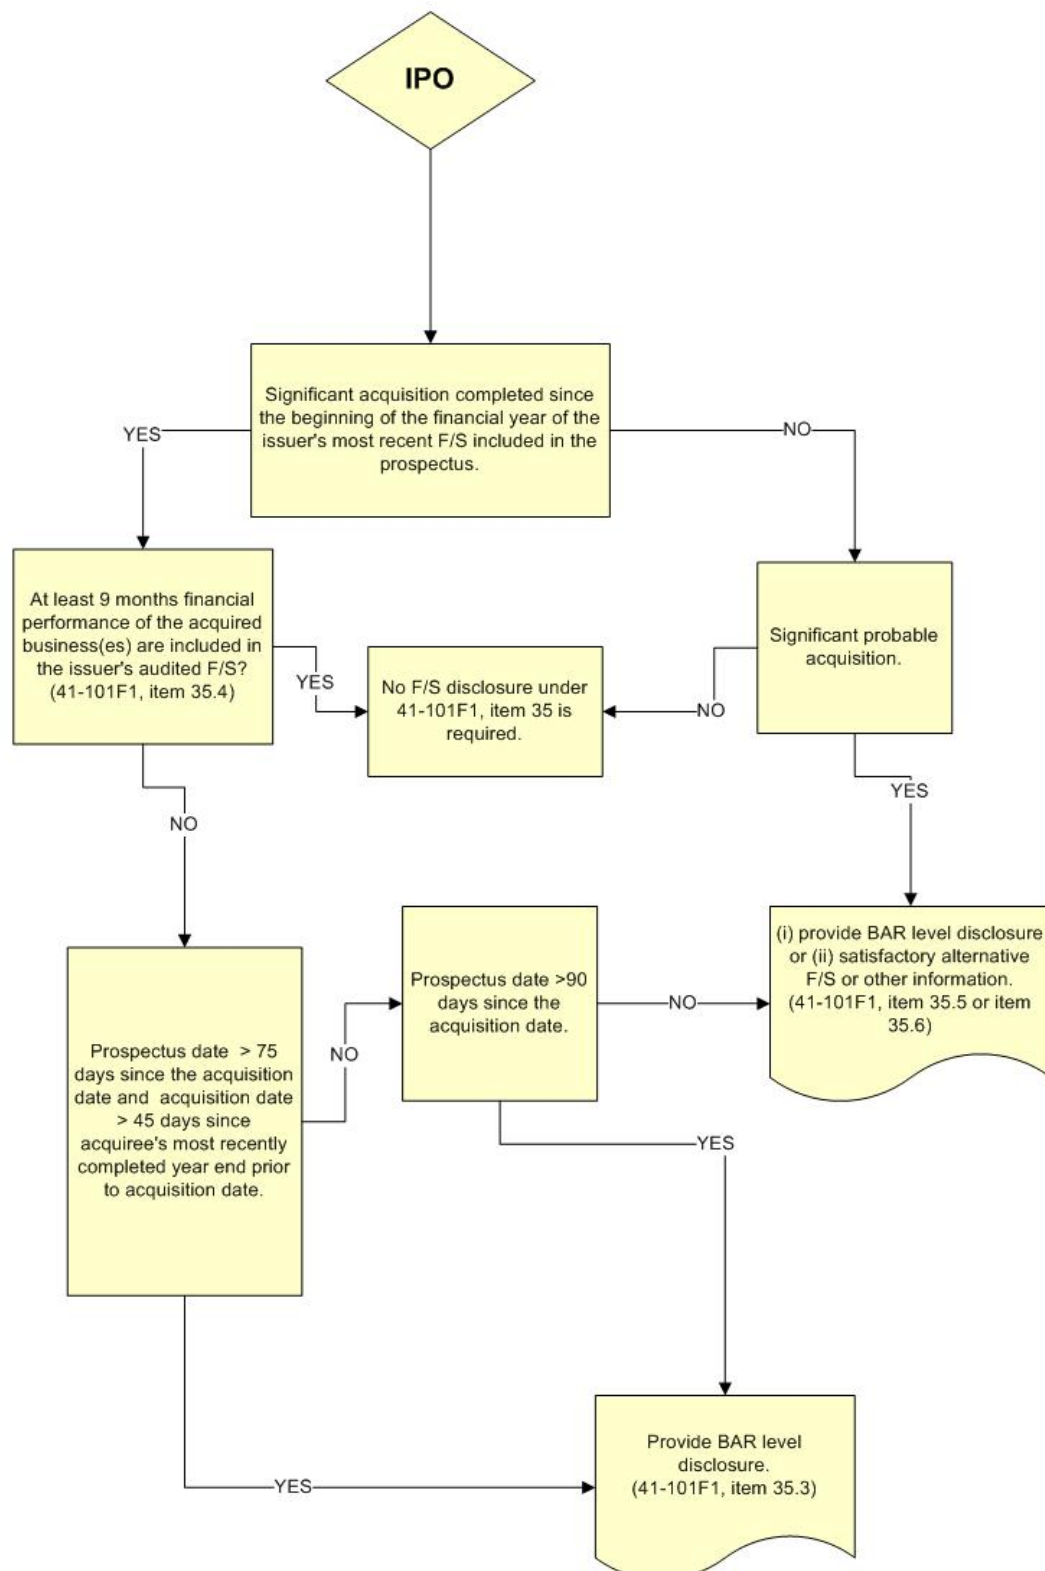 IPO
Significant acquisition completed since
the beginning of the financial year of the
issuer's most recent F/S included in the
prospectus.
YES
NO
At least 9 months financial
performance of the acquired
business(es) are included in
the issuer's audited F/S?
(41-101F1, item 35.4)
YES
No F/S disclosure under
41-101F1, item 35 is
required.
NO
Significant probable
acquisition.
YES
NO
Prospectus date > 75
days since the acquisition
date and acquisition date
> 45 days since
acquiree's most recently
completed year end prior
to acquisition date.
NO
Prospectus date >90
days since the
acquisition date.
NO
(i) provide BAR level disclosure
or (ii) satisfactory alternative
F/S or other information.
(41-101F1, item 35.5 or item
35.6)
YES
YES
Provide BAR level
disclosure.
(41-101F1, item 35.3)